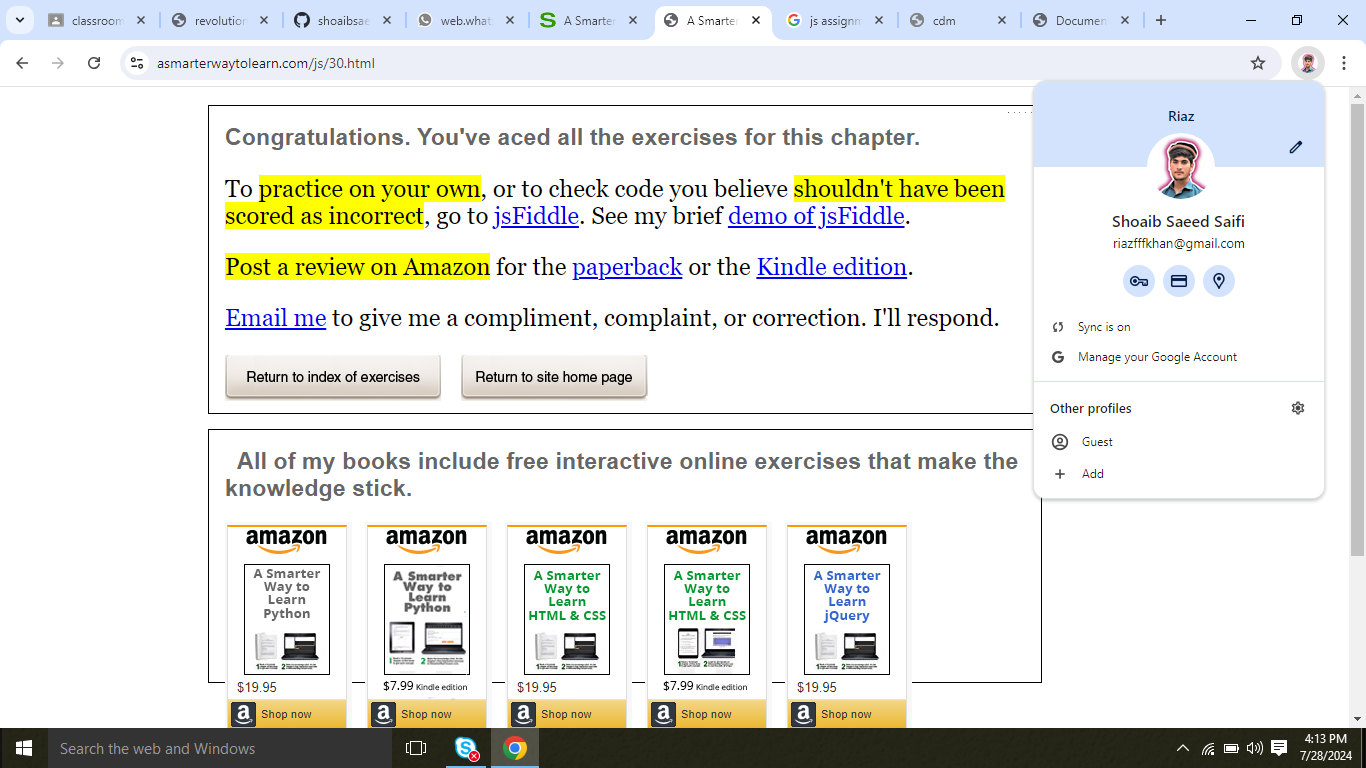 classroom
revolution
shoaibsae
web.what
A Smarter
A Smarter
js assignm
cdm
Documen
asmarterwaytolearn.com/js/30.html
Congratulations. You've aced all the exercises for this chapter.
To practice on your own, or to check code you believe shouldn't have been
scored as incorrect, go to jsFiddle. See my brief demo of jsFiddle.
Post a review on Amazon for the paperback or the Kindle edition.
Email me to give me a compliment, complaint, or correction. I'll respond.
Return to index of exercises
Return to site home page
Riaz
Shoaib Saeed Saifi
riazfffkhan@gmail.com
Sync is on
Manage your Google Account
Other profiles
Guest
Add
All of my books include free interactive online exercises that make the
knowledge stick.
amazon
A Smarter
Way to
Learn
Python
$19.95
Shop now
amazon
A Smarter
Way to
Learn
Python
$7.99 Kindle edition
Shop now
amazon
A Smarter
Way to
Learn
HTML & CSS
$19.95
Shop now
amazon
A Smarter
Way to
Learn
HTML & CSS
$7.99 Kindle edition
Shop now
amazon
A Smarter
Way to
Learn
jQuery
$19.95
Shop now
Search the web and Windows
4:13 PM
7/28/2024